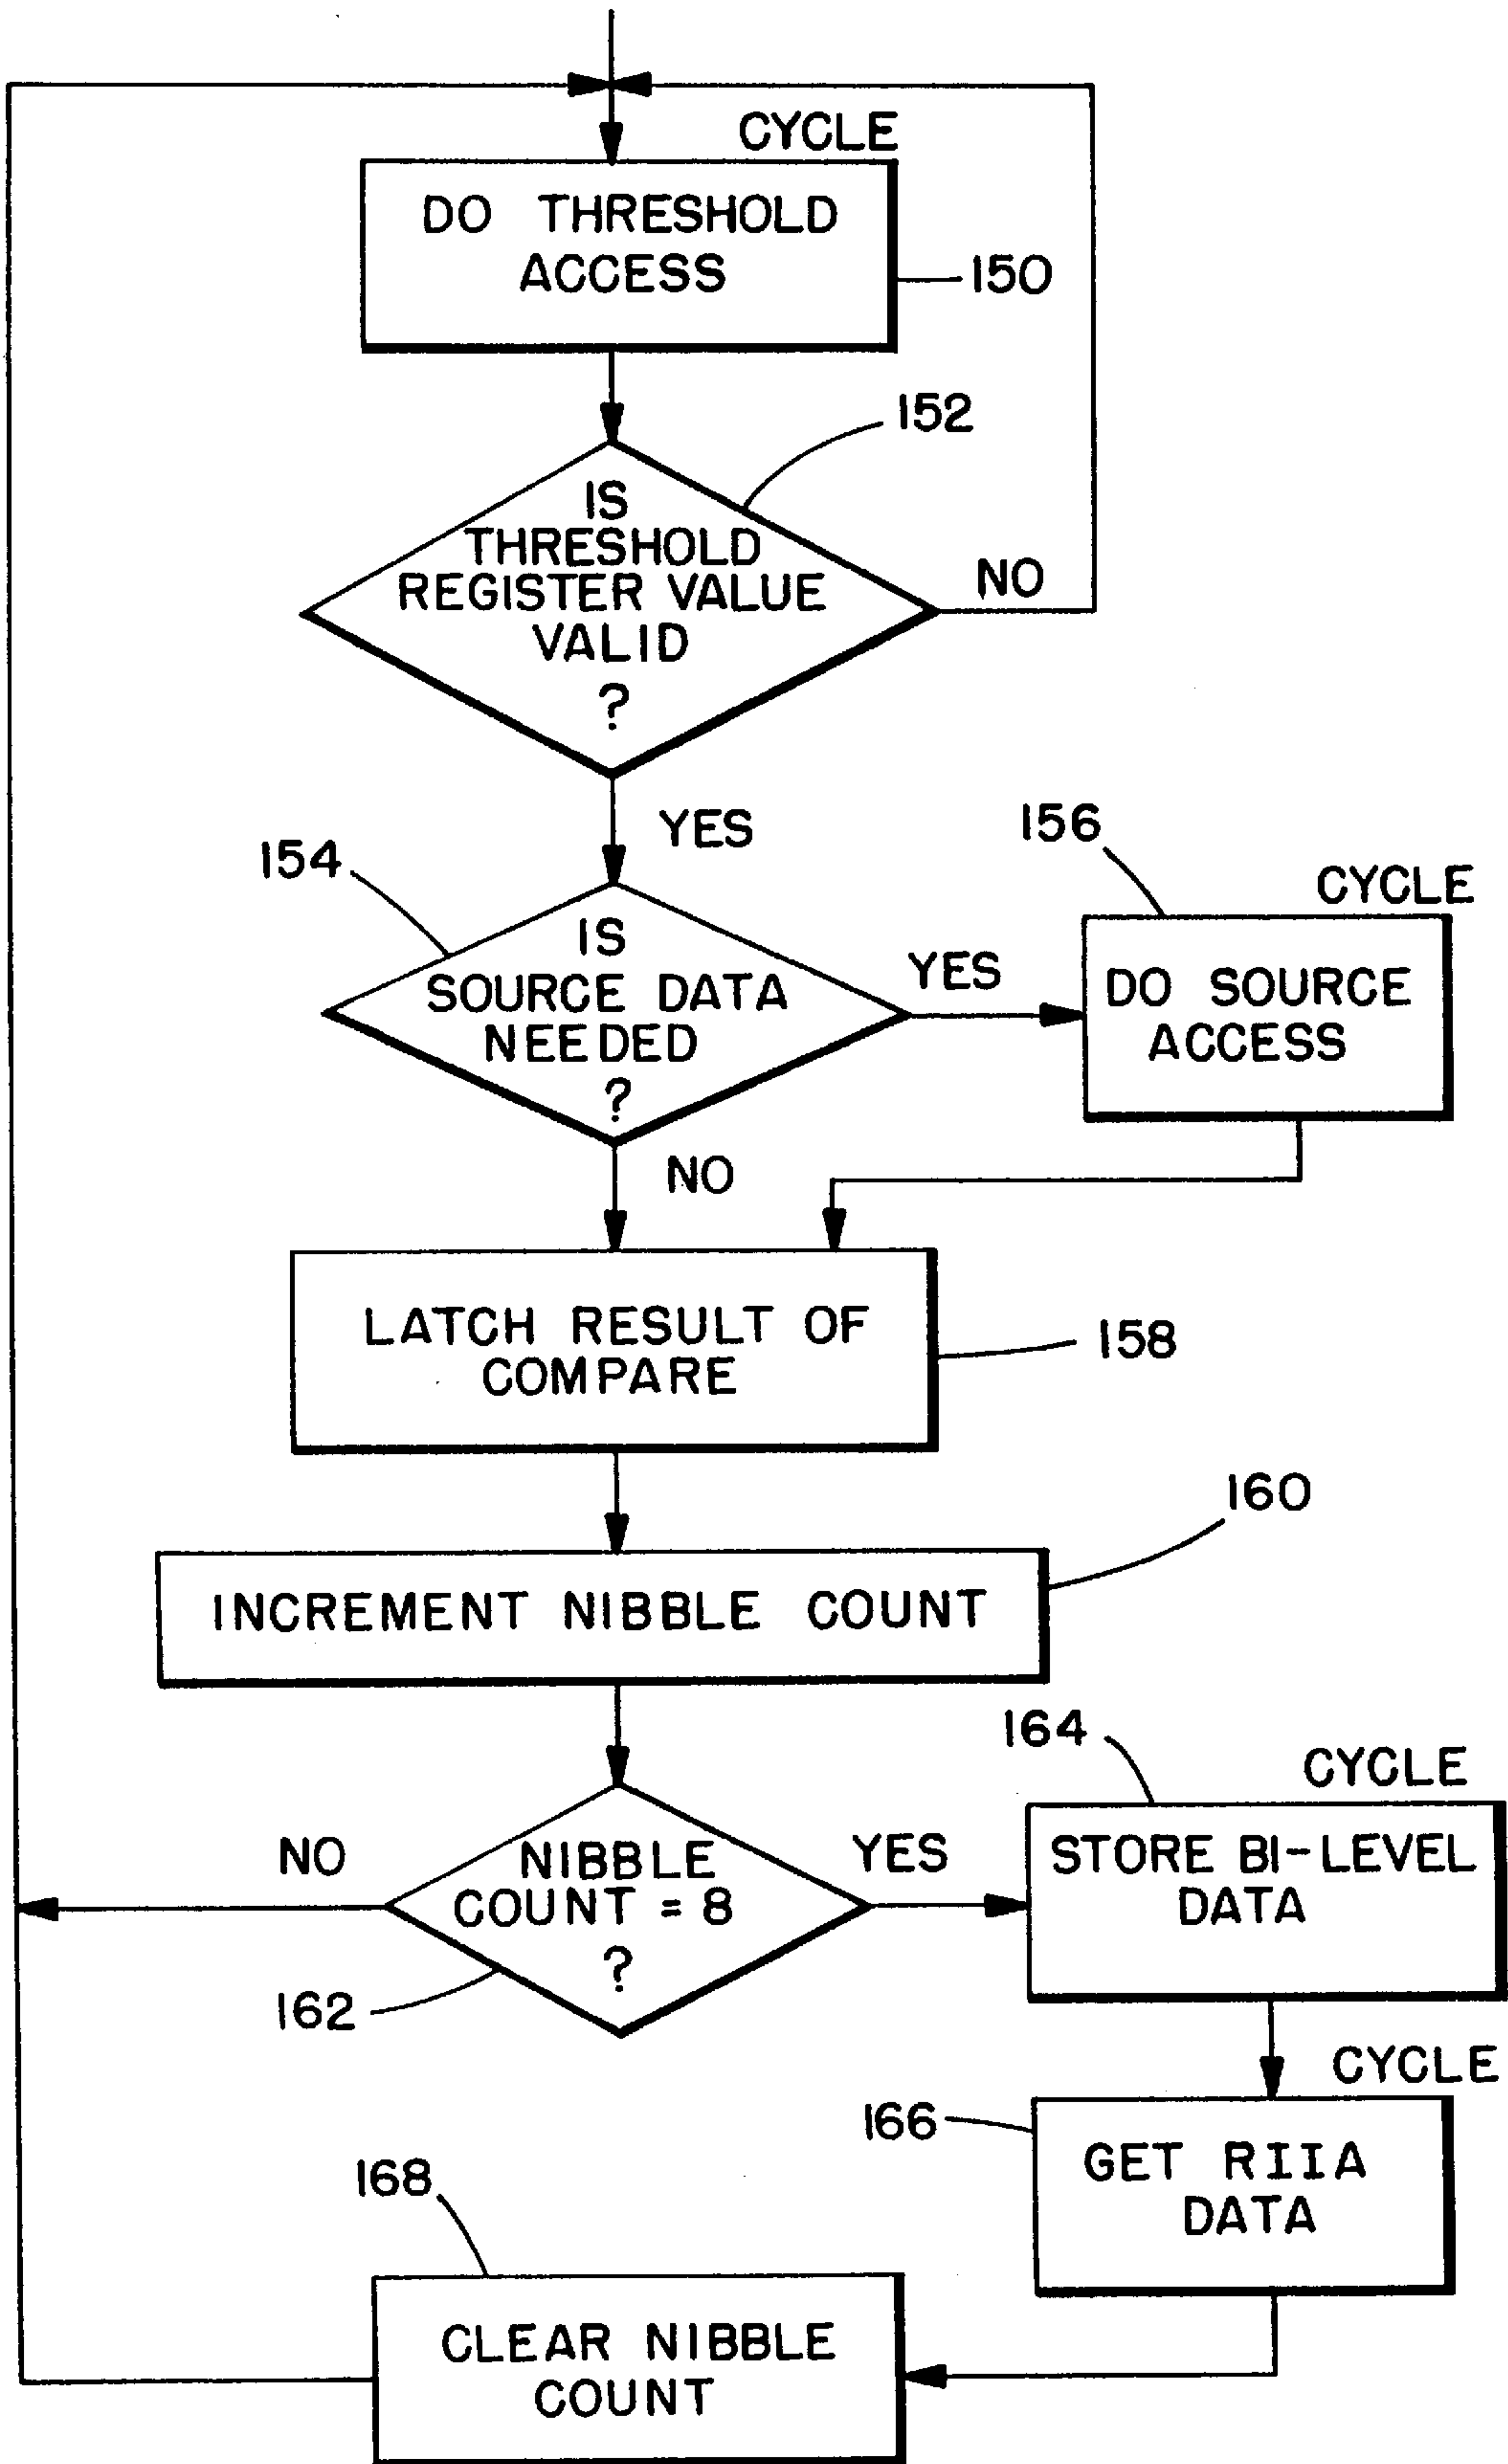 CYCLE
DO THRESHOLD
ACCESS
150
152
IS
THRESHOLD
REGISTER VALUE
VALID
?
NO
YES
154
156
CYCLE
IS
SOURCE DATA
NEEDED
?
YES
DO SOURCE
ACCESS
NO
LATCH RESULT OF
COMPARE
158
160
INCREMENT NIBBLE COUNT
164
CYCLE
NO
NIBBLE
COUNT = 8
?
YES
STORE BI-LEVEL
DATA
162
CYCLE
166
GET RIIA
DATA
168
CLEAR NIBBLE
COUNT